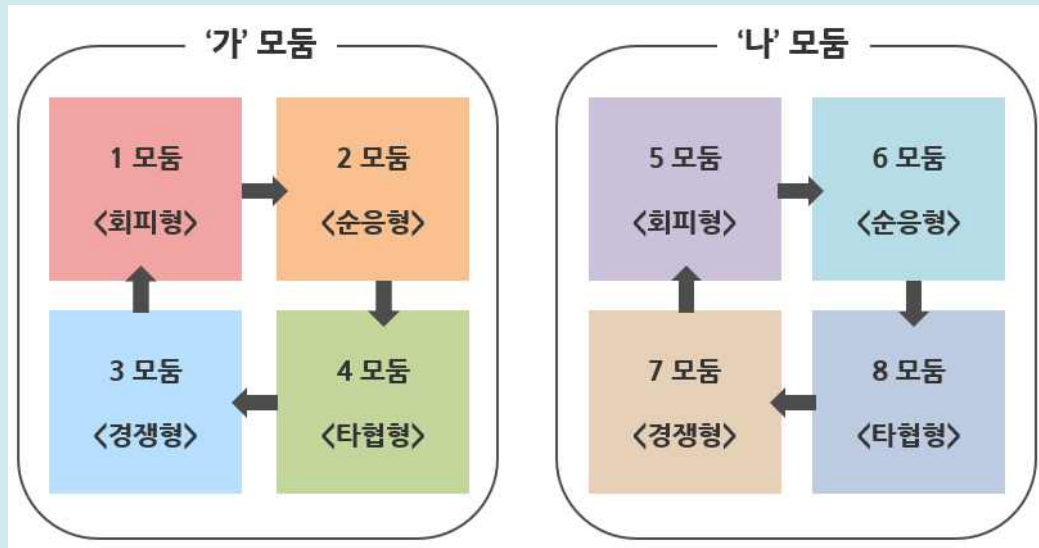 ‘가’ 모둠
1 모둠
<회피형>
2 모둠
<순응형>
3 모둠
<경쟁형>
4 모둠
<타협형>
‘나’ 모둠
5 모둠
<회피형>
6 모둠
<순응형>
7 모둠
<경쟁형>
8 모둠
<타협형>